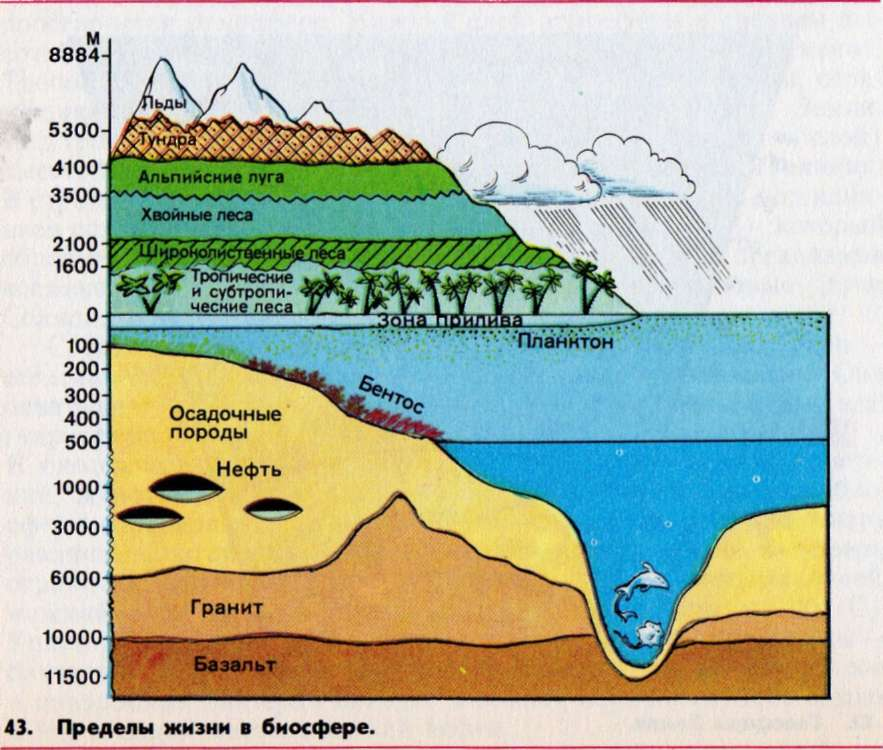 М
8884
Льды
5300
Тундра
4100
Альпийские луга
3500
Хвойные леса
2100
Широколиственные леса
1600
Тропические
и субтропи-
ческие леса
0
Зона прилива
Планктон
100
200
300
Бентос
400
Осадочные
породы
500
Нефть
1000
3000
6000
Гранит
10000
Базальт
11500
43. Пределы жизни в биосфере.